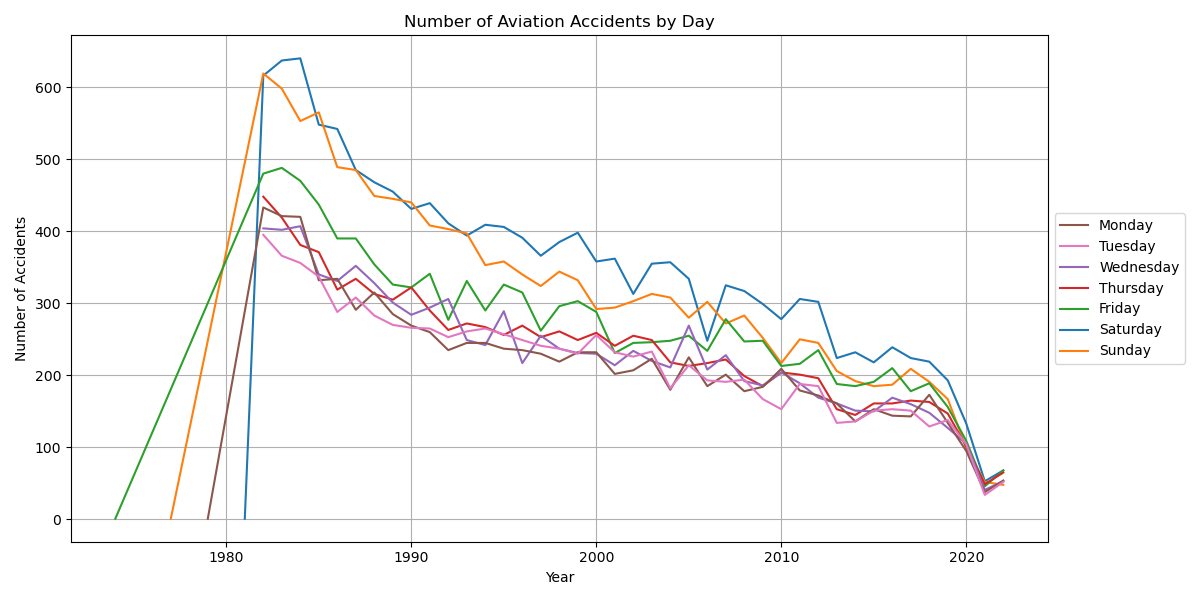 Number of Aviation Accidents by Day
Number of Accidents
600
500
400
300
200
100
0
1980
1990
2000
2010
2020
Year
Monday
Tuesday
Wednesday
Thursday
Friday
Saturday
Sunday